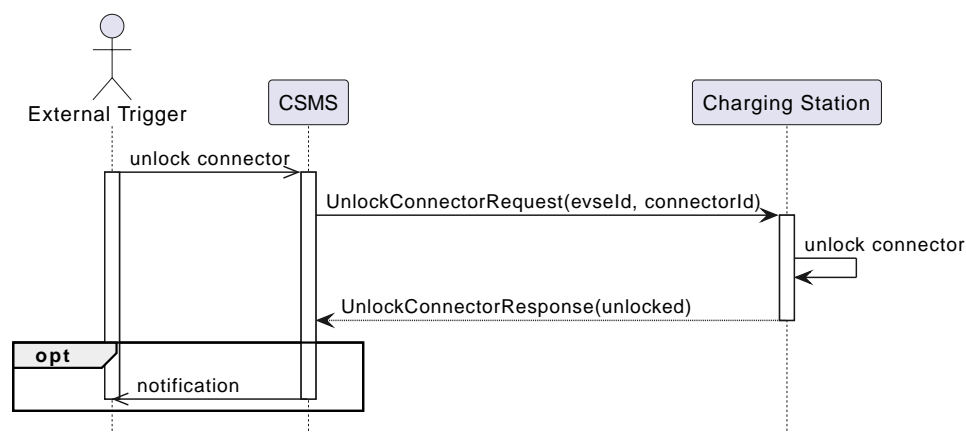 External Trigger
CSMS
Charging Station
unlock connector
UnlockConnectorRequest(evseId, connectorId)
unlock connector
UnlockConnectorResponse(unlocked)
opt
notification